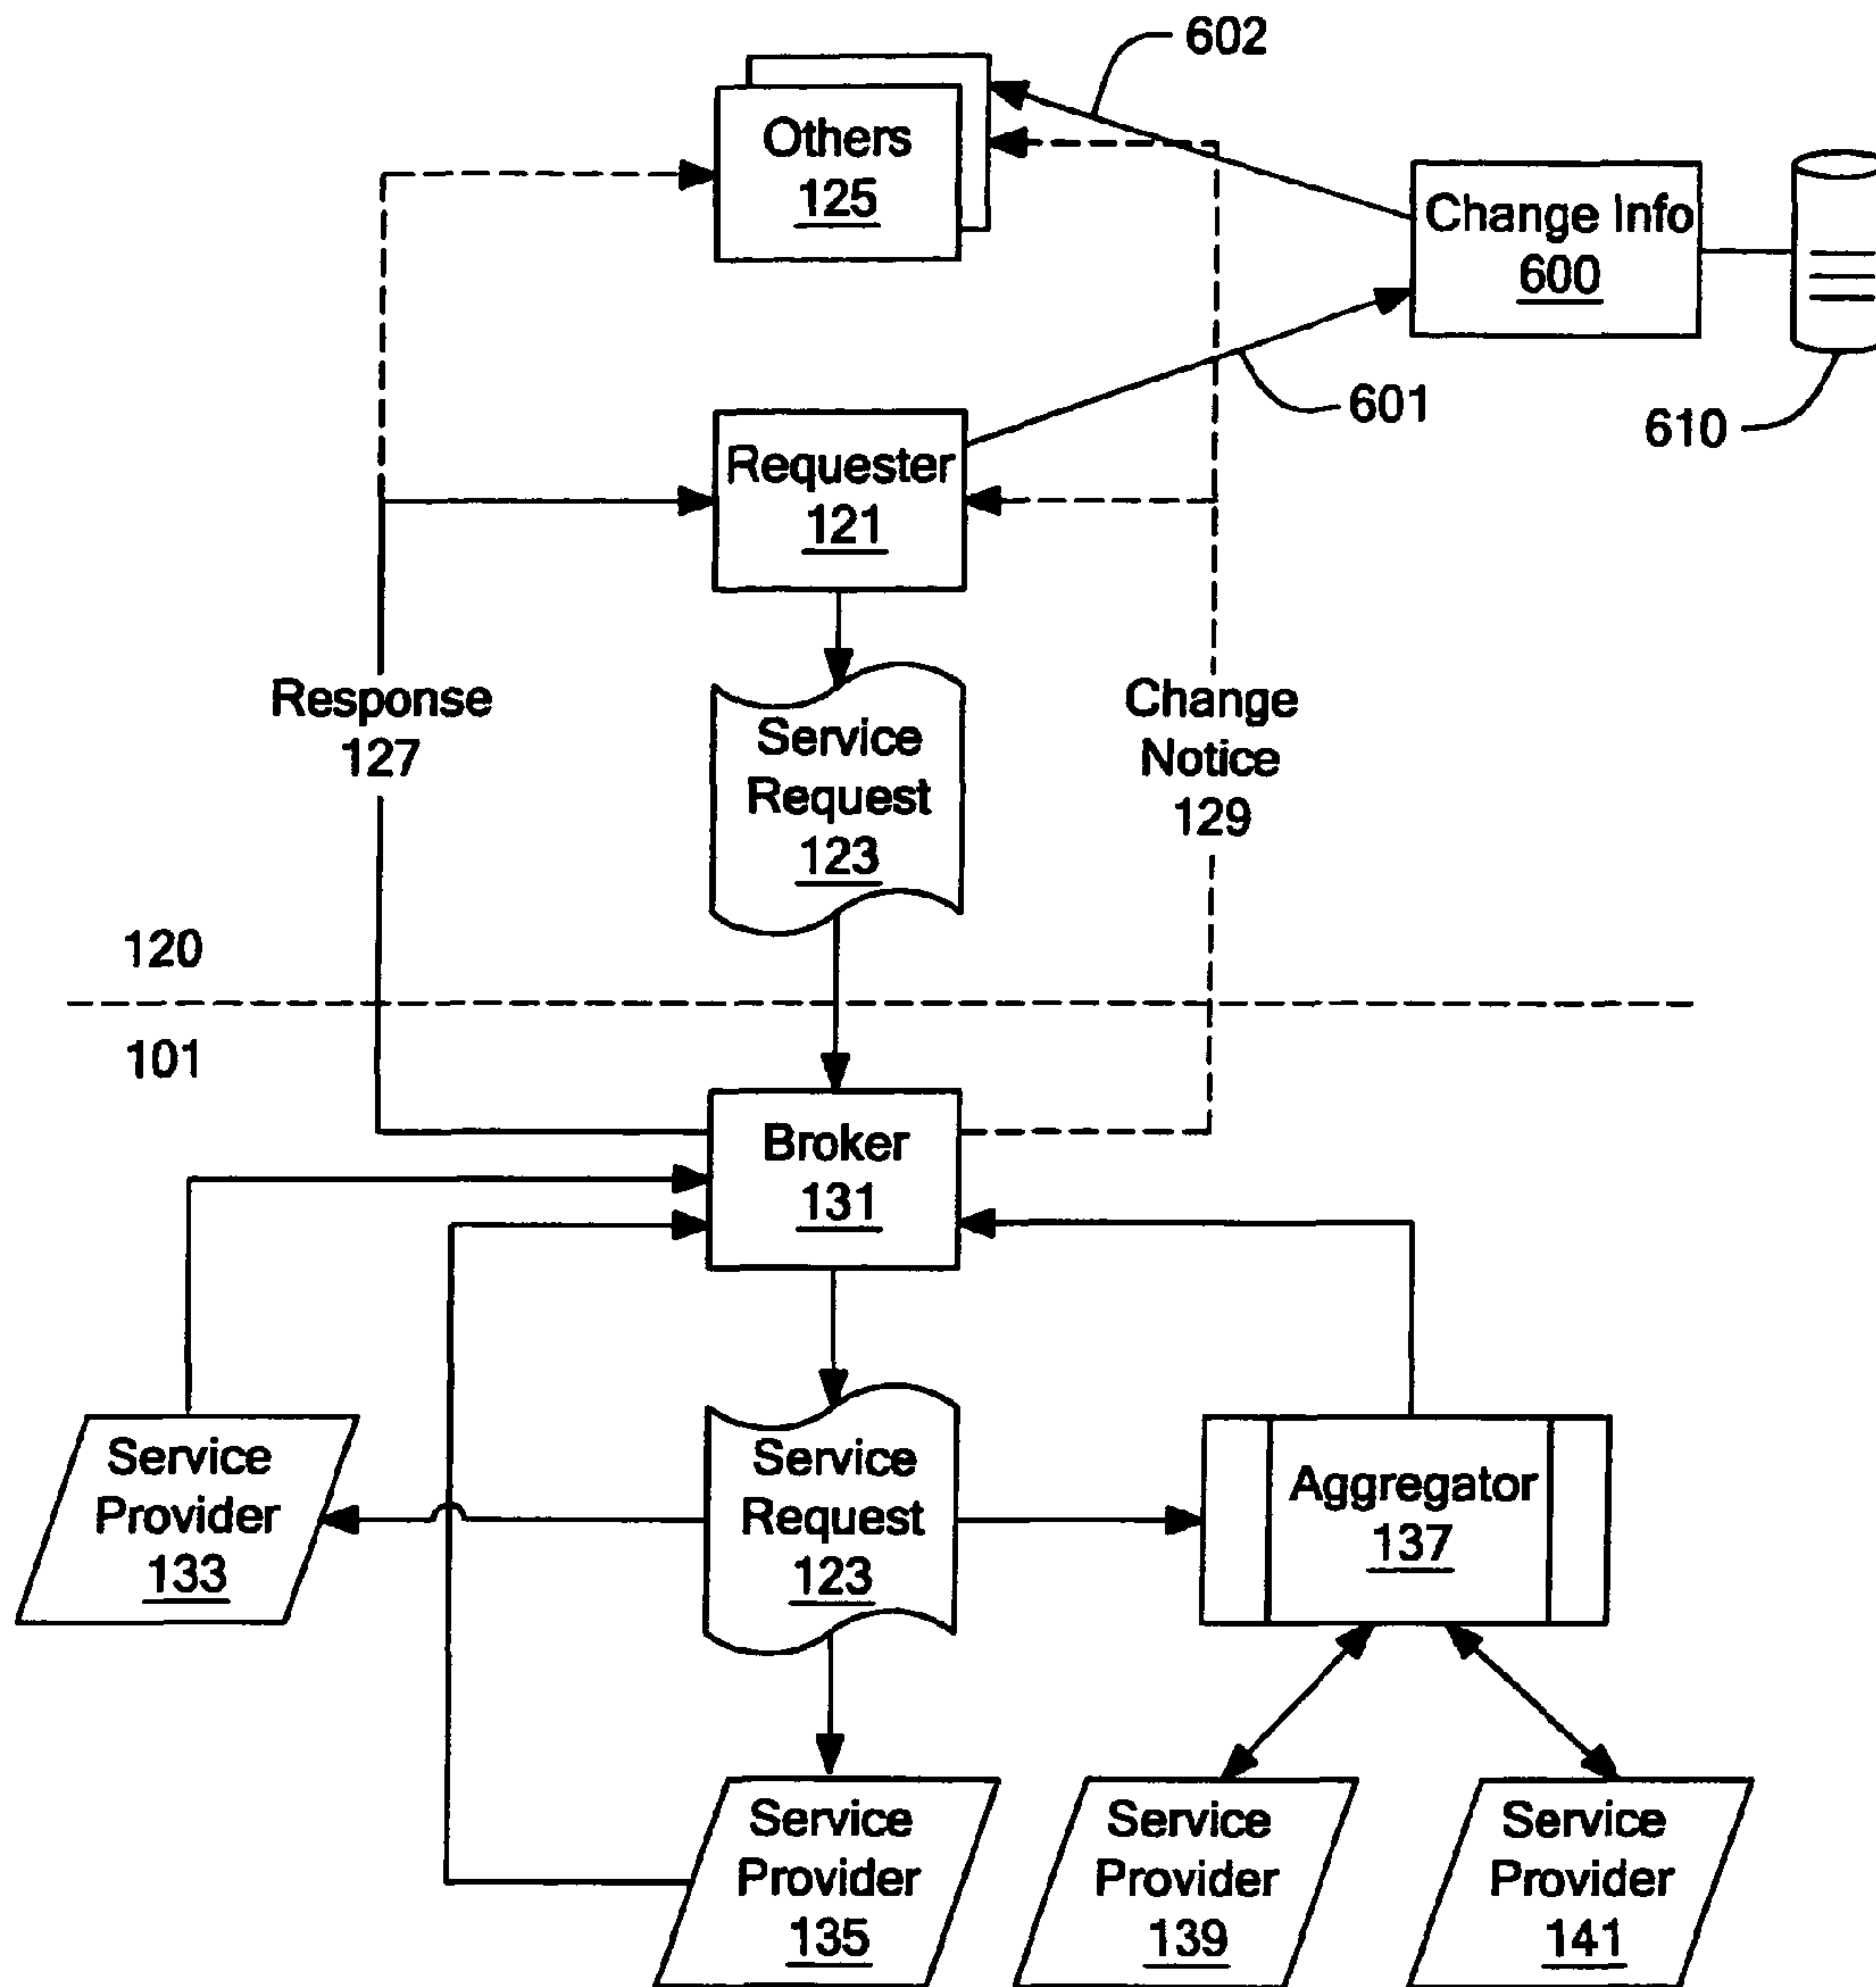 602
Others
125
Change Info
600
601
610
Requester
121
Response
127
Service
Request
123
Change
Notice
129
120
101
Broker
131
Service
Provider
133
Service
Request
123
Aggregator
137
Service
Provider
135
Service
Provider
139
Service
Provider
141